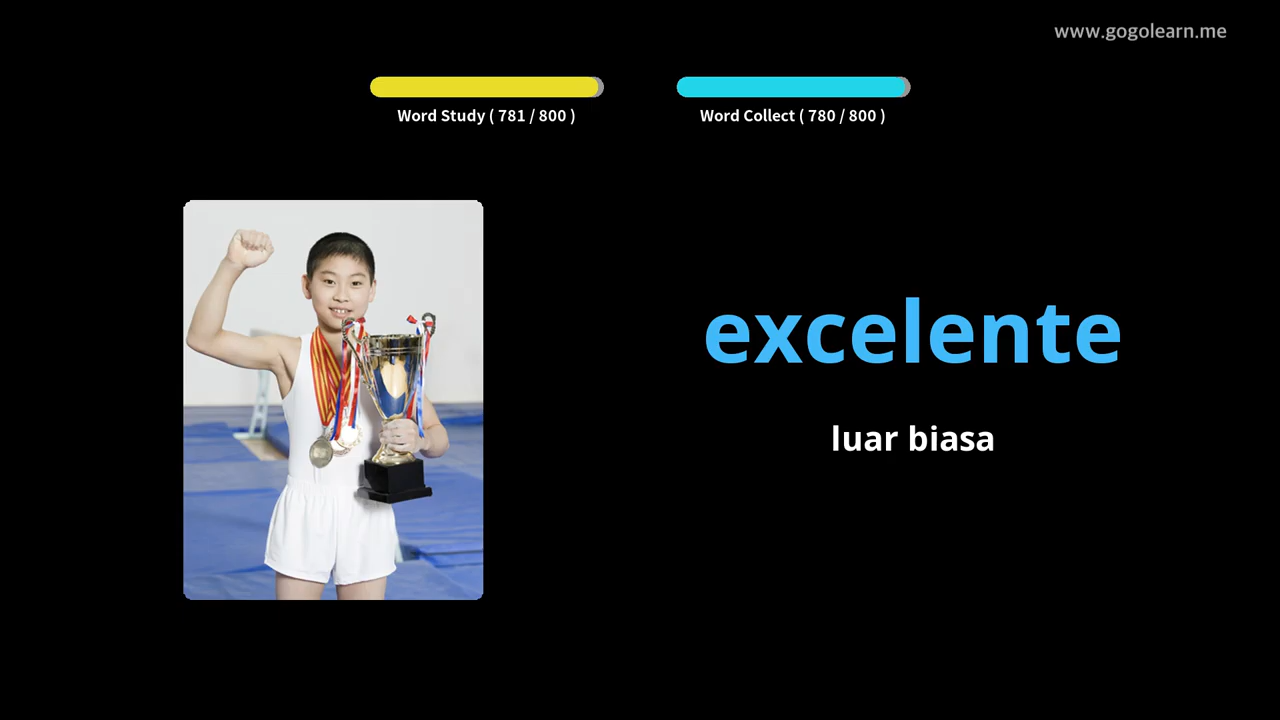 www.gogolearn.me
Word Study ( 781 / 800 )
Word Collect ( 780 / 800 )
excelente
luar biasa